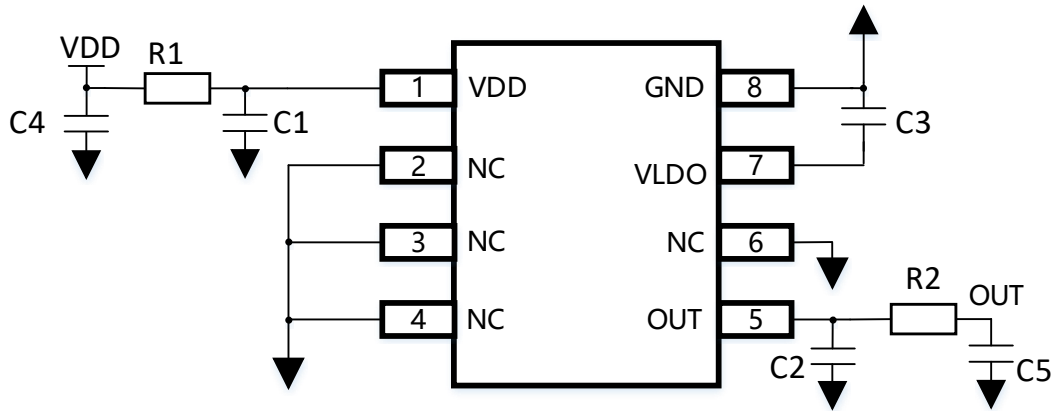 VDD
R1
C4
C1
1 VDD
2 NC
3 NC
4 NC
GND 8
VLDO 7
NC 6
OUT 5
C3
R2
OUT
C2
C5